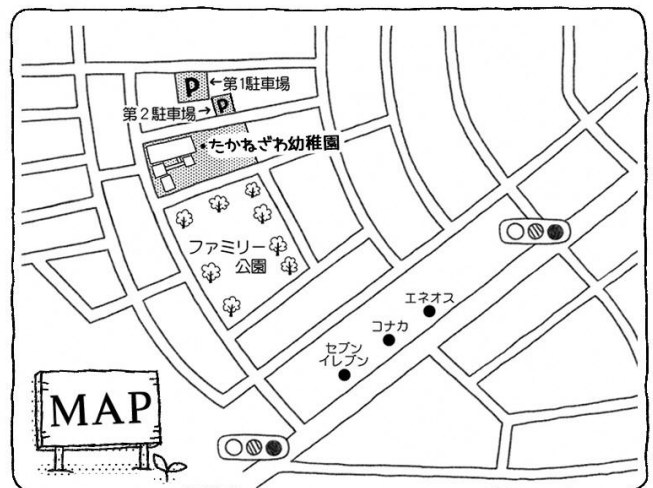 P
←第1駐車場
第2駐車場→
P
・たかねざわ幼稚園
ファミリー
公園
エネオス
コナカ
セブン
イレブン
MAP